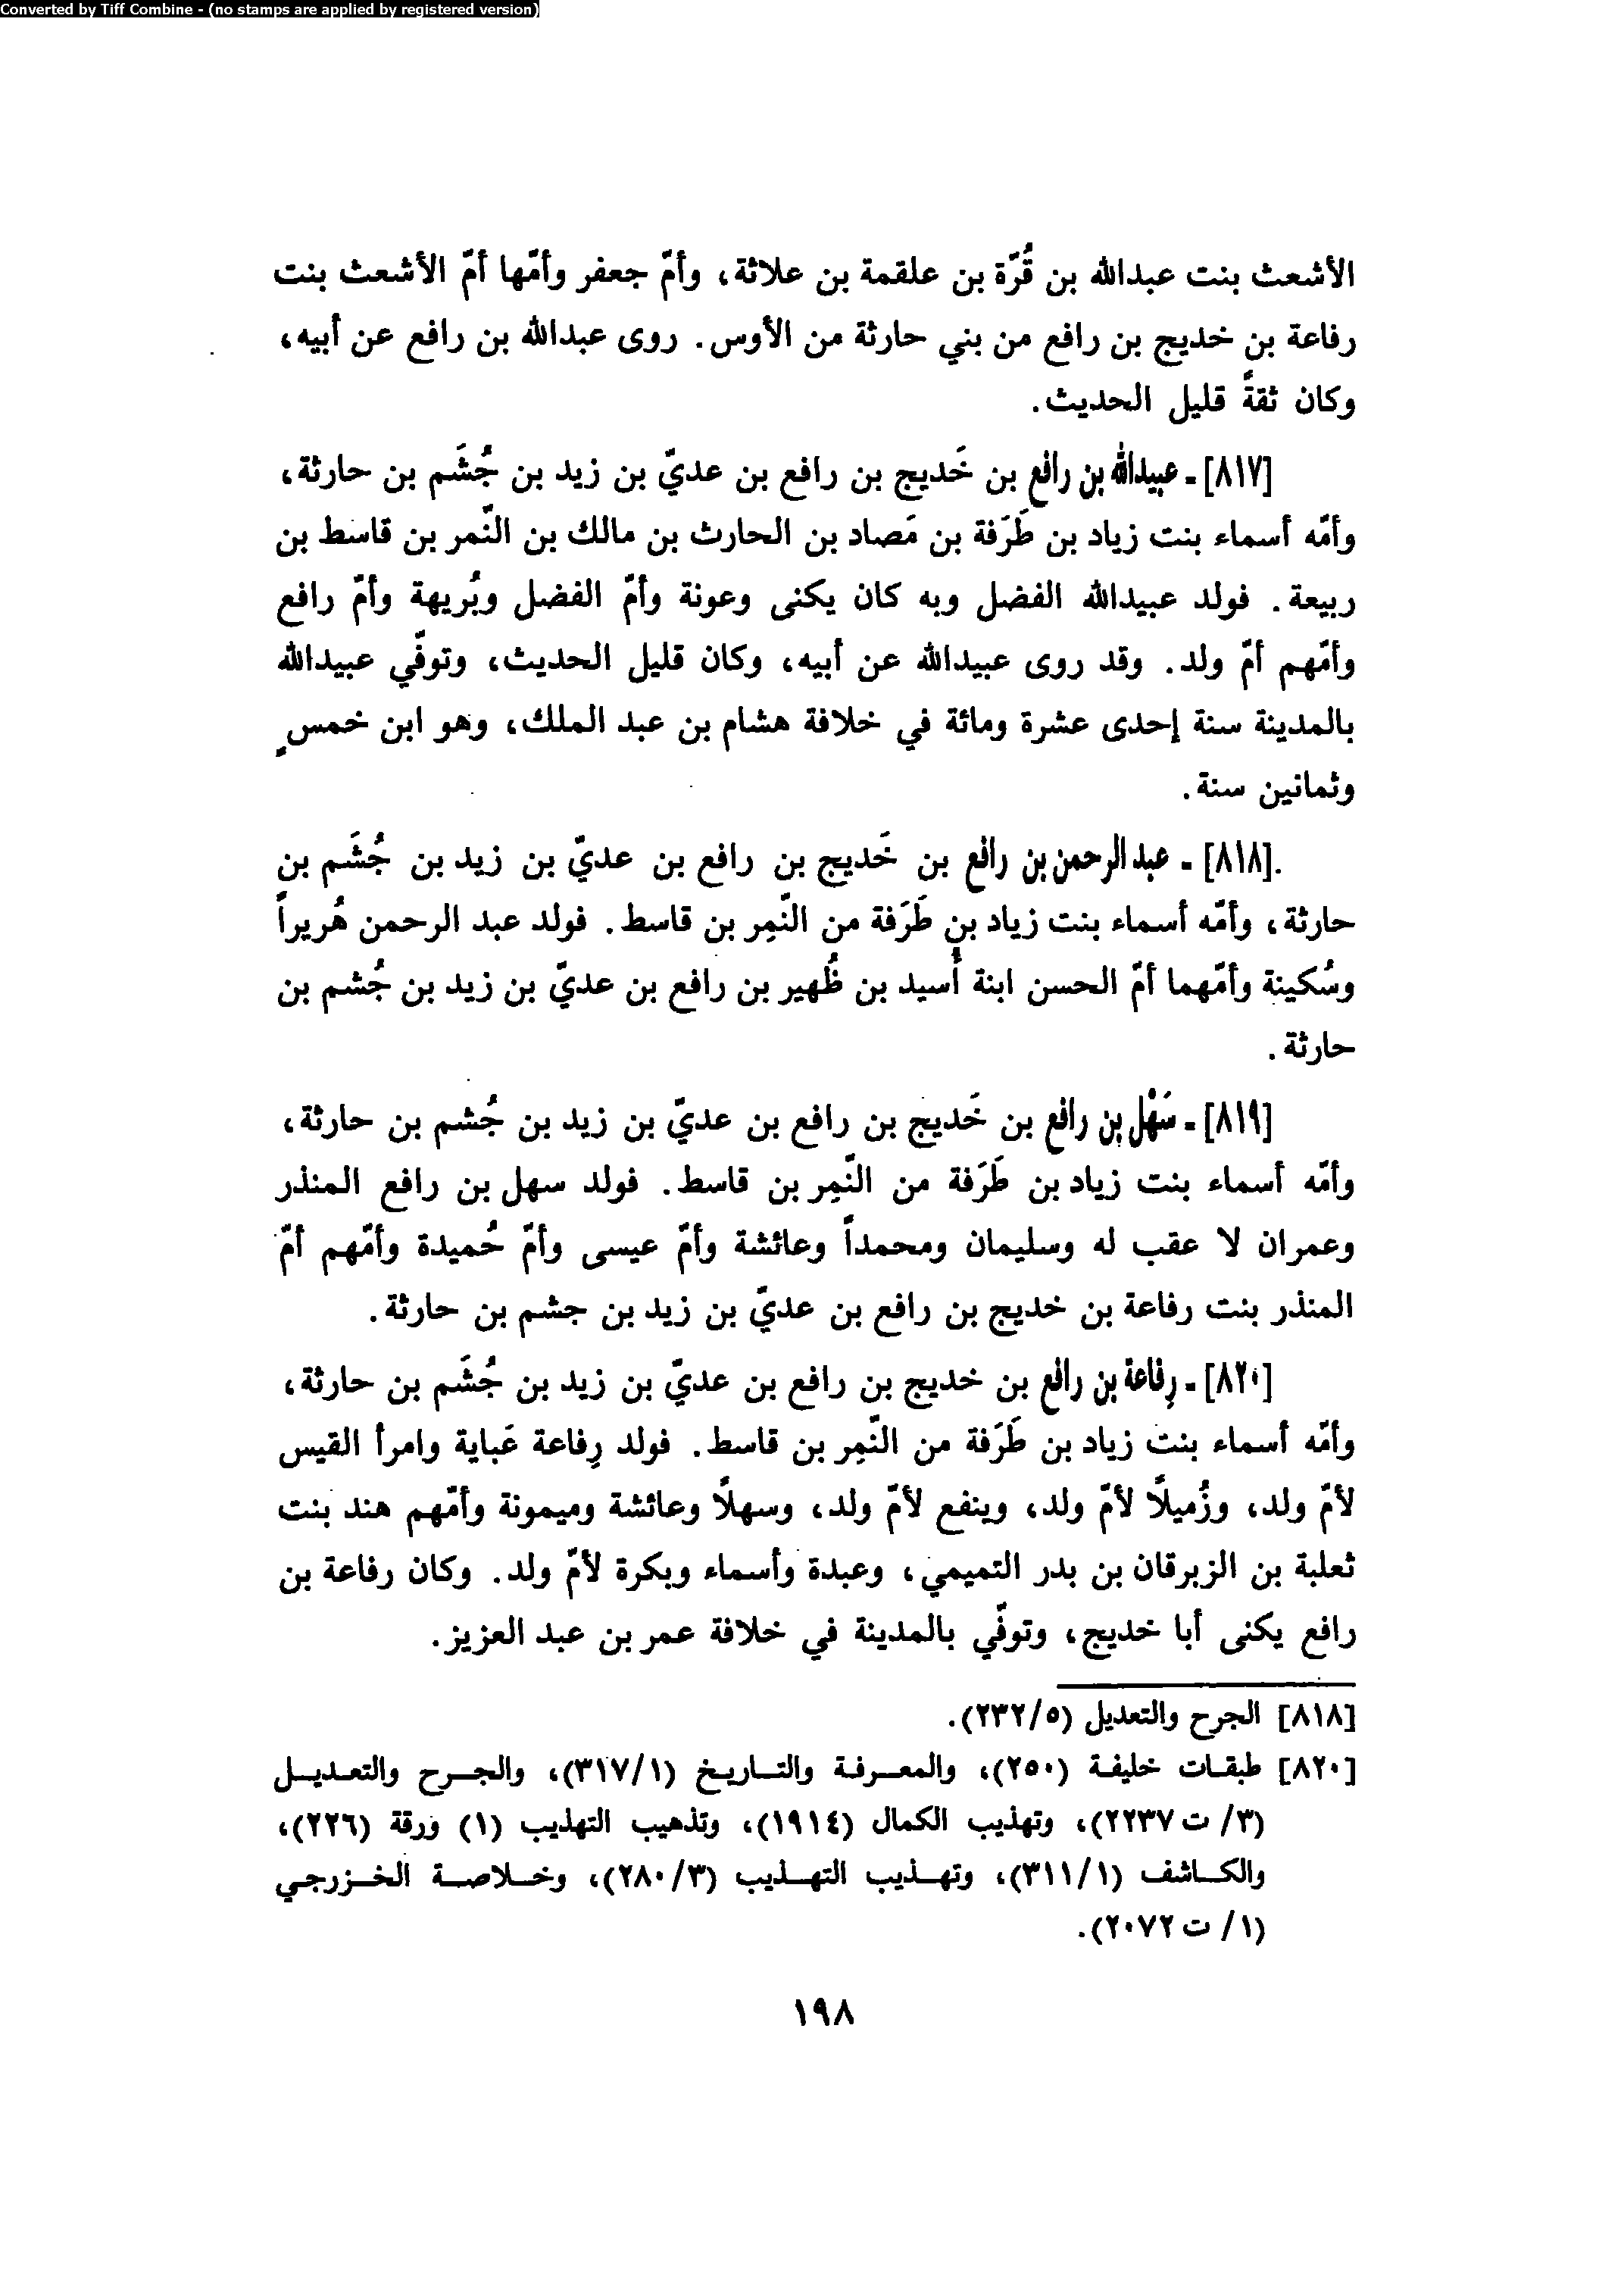 Converted by Tiff Combine - (no stamps are applied by registered version)
الأشعث بنت عبدالله بن قُرّة بن علقمة بن علاثة، وأمّ جعفر وأمّها أمّ الأشعث بنت
رفاعة بن خديج بن رافع من بني حارثة من الأوس. روى عبدالله بن رافع عن أبيه،
وكان ثقةً قليل الحديث.
[٨١٧] - عبيدالله بن رافع بن خَديج بن رافع بن عديّ بن زيد بن جُشَم بن حارثة،
وأمّه أسماء بنت زياد بن طَرَفة بن مَصاد بن الحارث بن مالك بن النّمر بن قاسط بن
ربيعة. فولد عبيدالله الفضل وبه كان يكنى وعونة وأمّ الفضل وبُريهة وأمّ رافع
وأمّهم أمّ ولد. وقد روى عبيدالله عن أبيه، وكان قليل الحديث، وتوفّي عبيدالله
بالمدينة سنة إحدى عشرة ومائة في خلافة هشام بن عبد الملك، وهو ابن خمسٍ
وثمانين سنة.
.[٨١٨] - عبد الرحمن بن رافع بن خَديج بن رافع بن عديّ بن زيد بن جُشَم بن
حارثة، وأمّه أسماء بنت زياد بن طَرَفة من النّمِر بن قاسط. فولد عبد الرحمن هُريراً
وسُكينة وأمّهما أمّ الحسن ابنة أُسيد بن ظُهير بن رافع بن عديّ بن زيد بن جُشم بن
حارثة.
[٨١٩] - سَهْل بن رافع بن خَديج بن رافع بن عديّ بن زيد بن جُشم بن حارثة،
وأمّه أسماء بنت زياد بن طَرَفة من النّمِر بن قاسط. فولد سهل بن رافع المنذر
وعمران لا عقب له وسليمان ومحمداً وعائشة وأمّ عيسى وأمّ حُميدة وأمّهم أمّ
المنذر بنت رفاعة بن خديج بن رافع بن عديّ بن زيد بن جشم بن حارثة.
[٨٢٠] - رِفاعة بن رافع بن خديج بن رافع بن عديّ بن زيد بن جُشَم بن حارثة،
وأمّه أسماء بنت زياد بن طَرَفة من النّمِر بن قاسط. فولد رِفاعة عَباية وامرأ القيس
لأمّ ولد، وزُميلًا لأمّ ولد، وينفع لأمّ ولد، وسهلًا وعائشة وميمونة وأمّهم هند بنت
ثعلبة بن الزبرقان بن بدر التميمي، وعبدة وأسماء وبكرة لأمّ ولد. وكان رفاعة بن
رافع يكنى أبا خديج، وتوفّي بالمدينة في خلافة عمر بن عبد العزيز.
[٨١٨] الجرح والتعديل (٢٣٢/٥).
[٨٢٠] طبقات خليفة (٢٥٠)، والمعرفة والتاريخ (٣١٧/١)، والجرح والتعديل
(٣/ ت ٢٢٣٧)، وتهذيب الكمال (١٩١٤)، وتذهيب التهذيب (١) ورقة (٢٢٦)،
والكاشف (٣١١/١)، وتهذيب التهذيب (٢٨٠/٣)، وخلاصة الخزرجي
(١/ ت ٢٠٧٢).
١٩٨